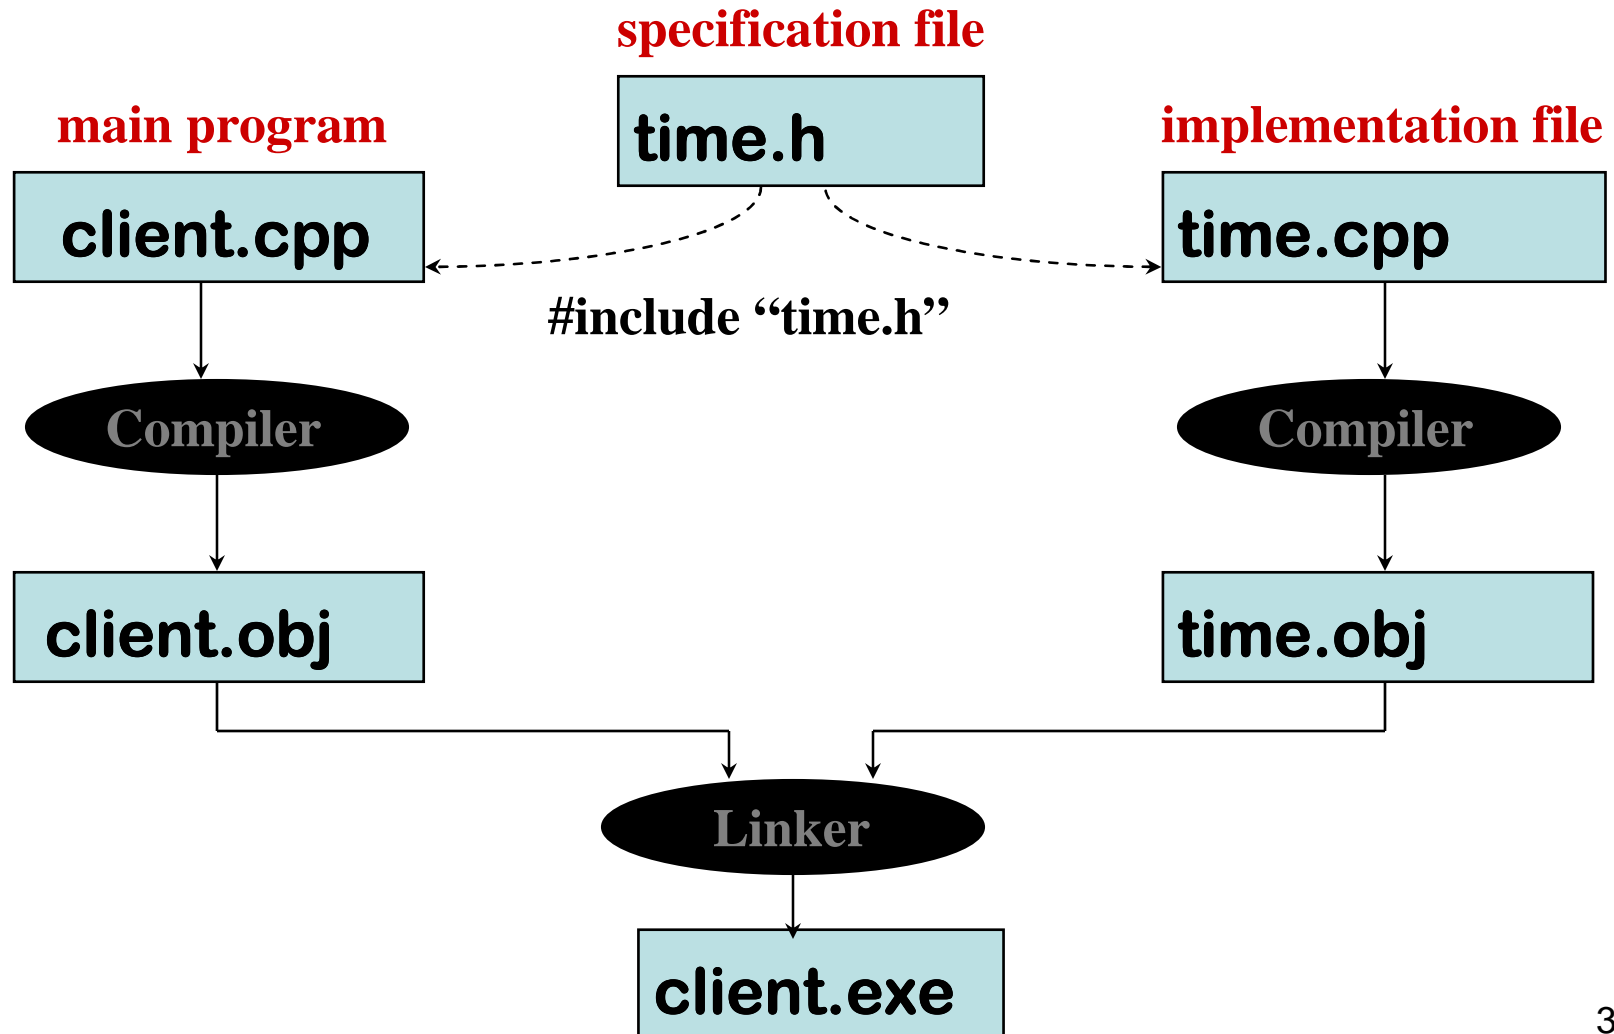 specification file
main program
time.h
implementation file
client.cpp
time.cpp
#include “time.h”
Compiler
Compiler
client.obj
time.obj
Linker
client.exe
3